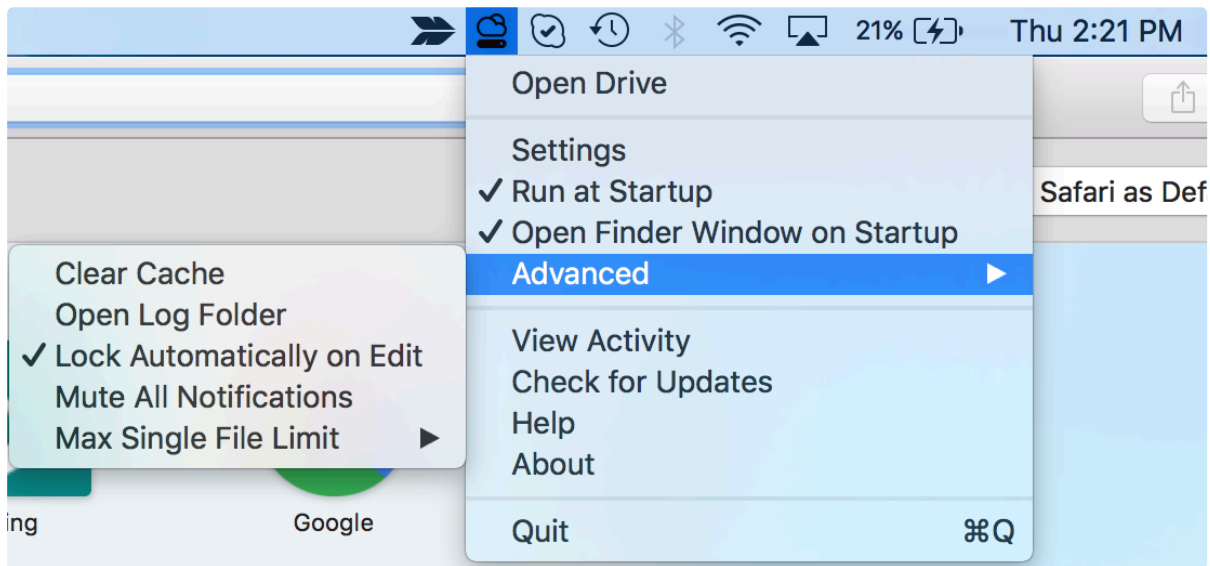 21% Thu 2:21 PM
Open Drive
Settings
✓ Run at Startup
Safari as Def
✓ Open Finder Window on Startup
Advanced ▶
Clear Cache
Open Log Folder
✓ Lock Automatically on Edit
Mute All Notifications
Max Single File Limit ▶
View Activity
Check for Updates
Help
About
Quit ⌘Q
ing
Google